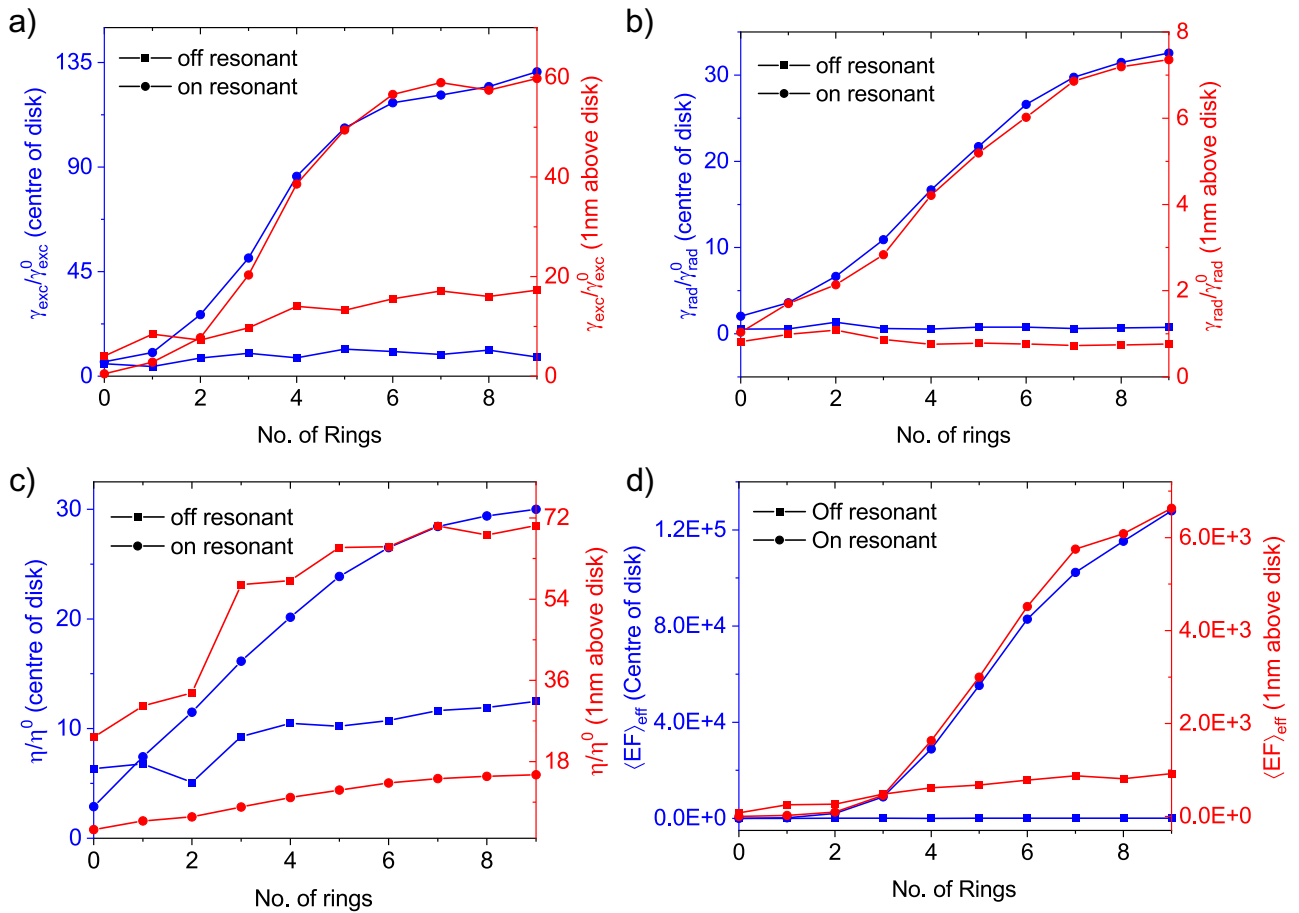 a)
off resonant
on resonant
γexc/γ⁰exc (centre of disk)
135
90
45
0
γexc/γ⁰exc (1nm above disk)
60
40
20
0
0 2 4 6 8
No. of Rings
b)
off resonant
on resonant
γrad/γ⁰rad (centre of disk)
30
20
10
0
γrad/γ⁰rad (1nm above disk)
8
6
4
2
0
0 2 4 6 8
No. of rings
c)
off resonant
on resonant
η/η⁰ (centre of disk)
30
20
10
0
η/η⁰ (1nm above disk)
72
54
36
18
0 2 4 6 8
No. of rings
d)
Off resonant
On resonant
⟨EF⟩eff (Centre of disk)
1.2E+5
8.0E+4
4.0E+4
0.0E+0
⟨EF⟩eff (1nm above disk)
6.0E+3
4.0E+3
2.0E+3
0.0E+0
0 2 4 6 8
No. of Rings